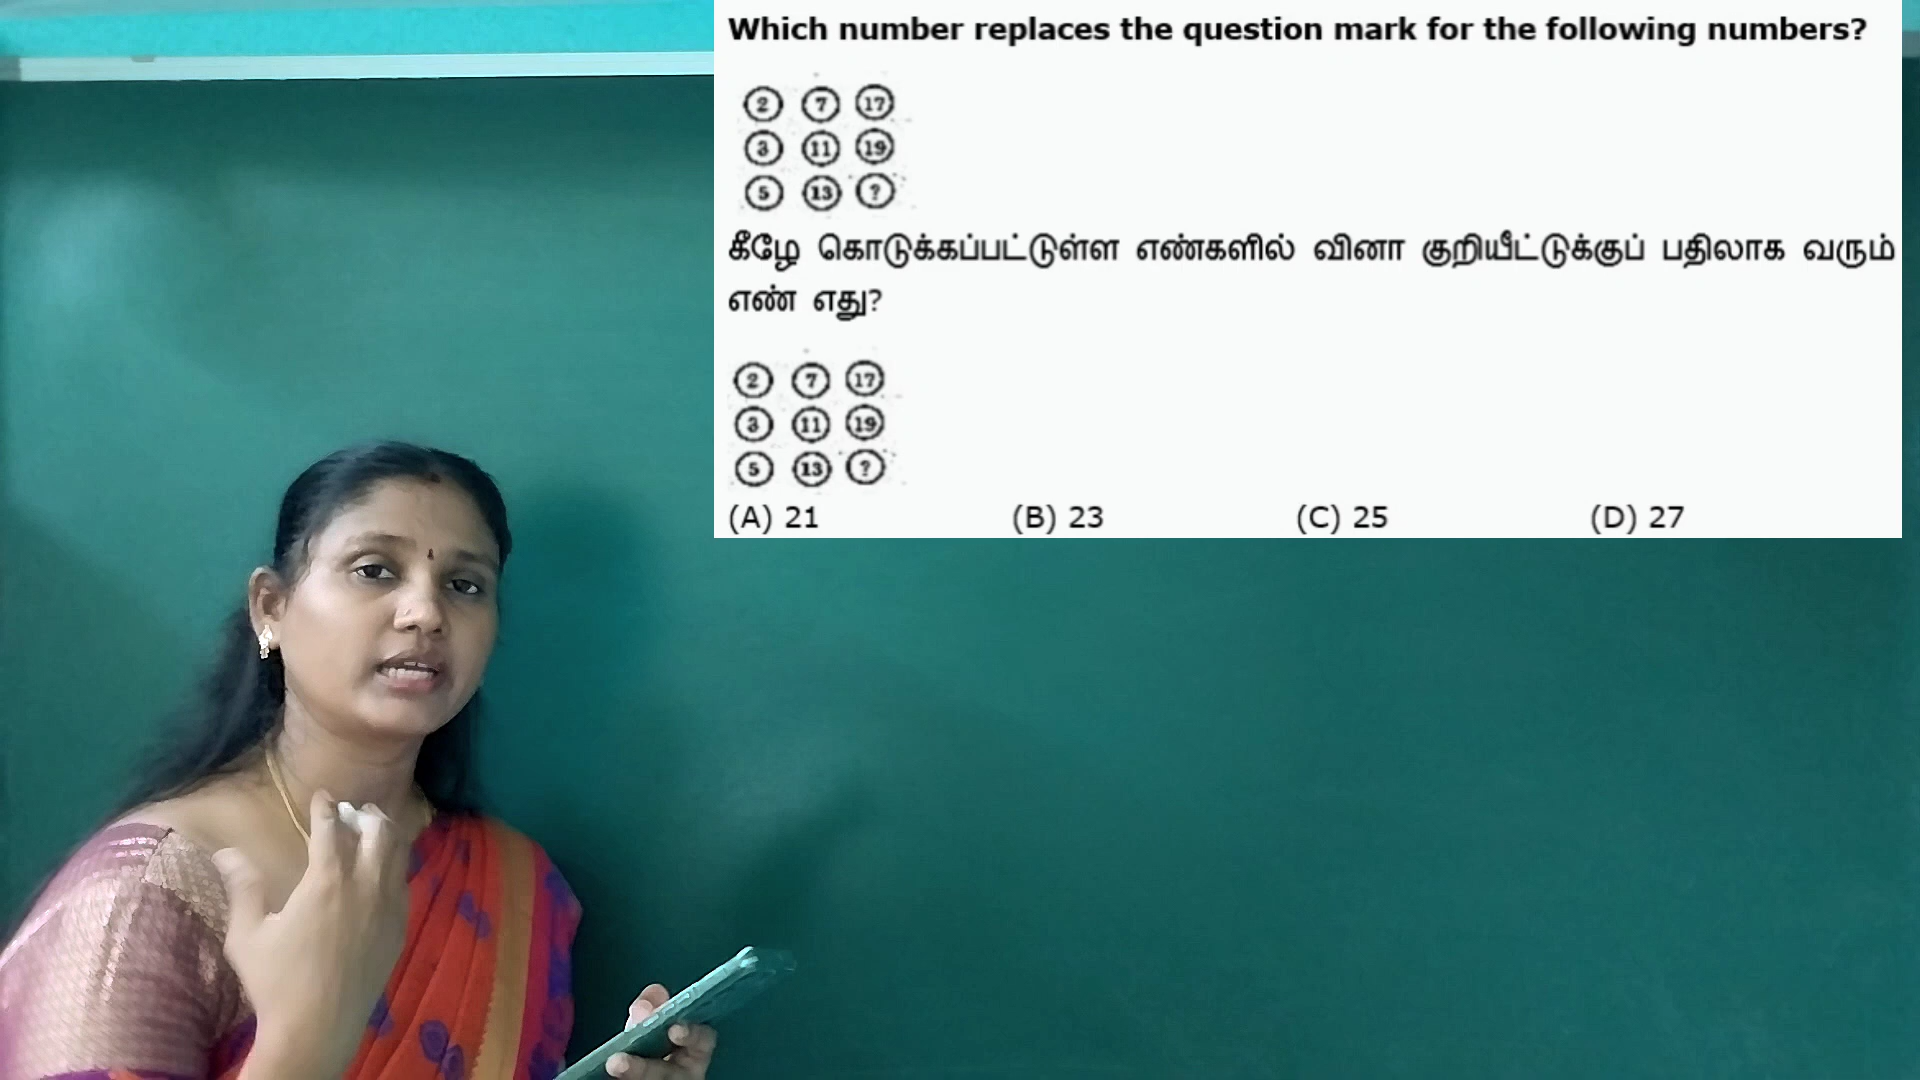 Which number replaces the question mark for the following numbers?
2 7 17
3 11 19
5 13 ?
கீழே கொடுக்கப்பட்டுள்ள எண்களில் வினா குறியீட்டுக்குப் பதிலாக வரும்
எண் எது?
2 7 17
3 11 19
5 13 ?
(A) 21 (B) 23 (C) 25 (D) 27